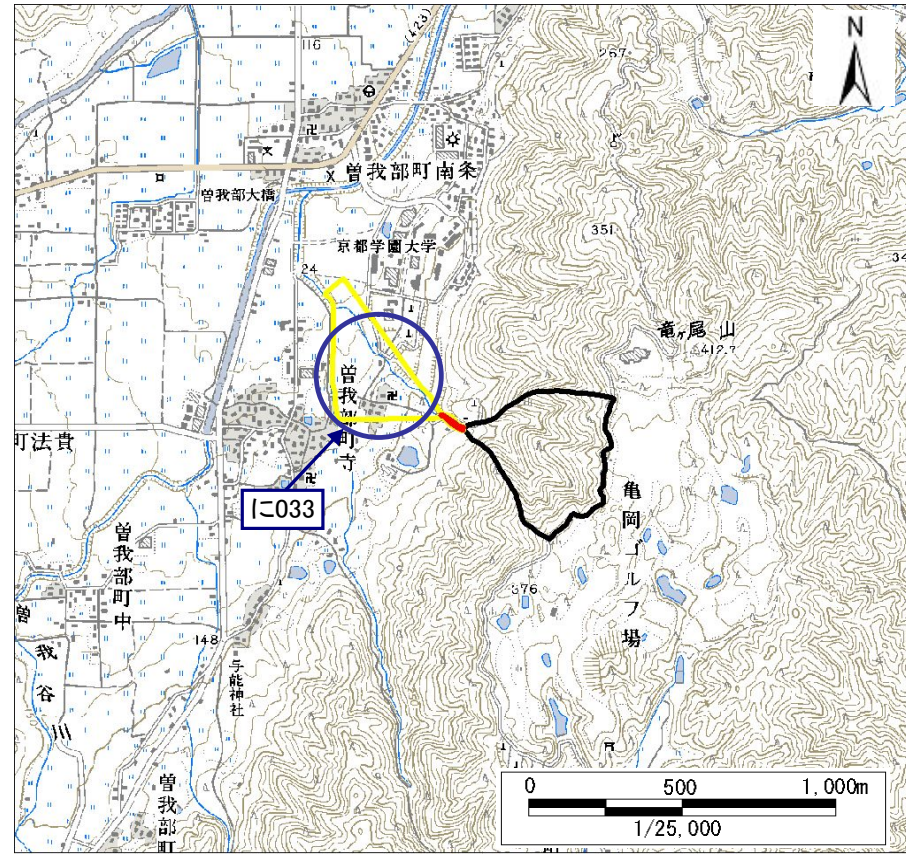 N
116
(423)
267
曽我部町南条
曽我部大橋
京都学園大学
351
24
竜ヶ尾山
412.7
曽我部町寺
町法貴
に033
亀岡ゴルフ場
曽我部町中
376
148
与能神社
曽我谷川
曽我部町
0 500 1,000m
1/25,000